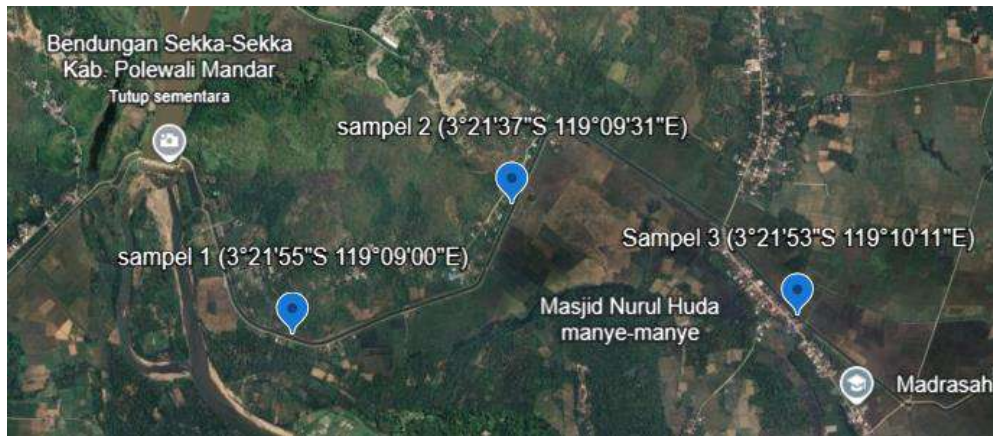 Bendungan Sekka-Sekka
Kab. Polewali Mandar
Tutup sementara
sampel 2 (3°21'37"S 119°09'31"E)
sampel 1 (3°21'55"S 119°09'00"E)
Sampel 3 (3°21'53"S 119°10'11"E)
Masjid Nurul Huda
manye-manye
Madrasah